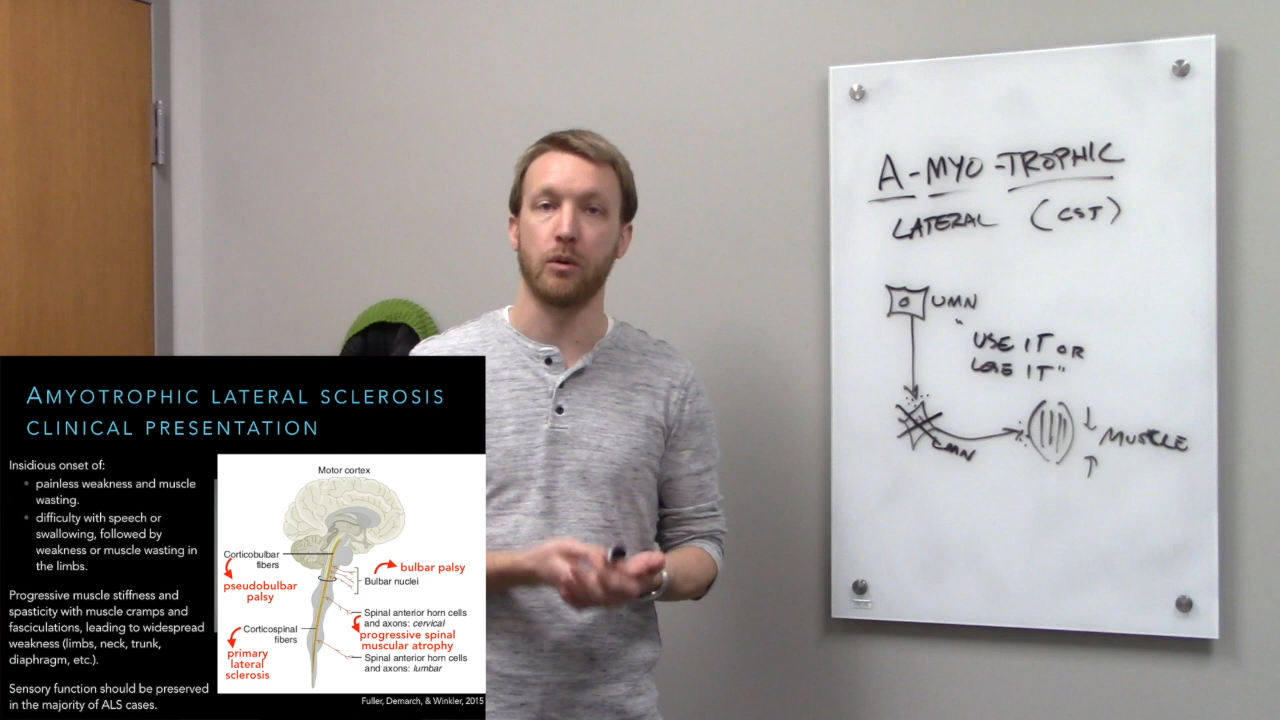 A-MYO-TROPHIC
LATERAL (CST)
UMN
"USE IT OR
LOSE IT"
LMN
MUSCLE
AMYOTROPHIC LATERAL SCLEROSIS
CLINICAL PRESENTATION
Insidious onset of:
• painless weakness and muscle
wasting.
• difficulty with speech or
swallowing, followed by
weakness or muscle wasting in
the limbs.
Progressive muscle stiffness and
spasticity with muscle cramps and
fasciculations, leading to widespread
weakness (limbs, neck, trunk,
diaphragm, etc.).
Sensory function should be preserved
in the majority of ALS cases.
Motor cortex
Corticobulbar
fibers
pseudobulbar
palsy
bulbar palsy
Bulbar nuclei
Spinal anterior horn cells
and axons: cervical
progressive spinal
muscular atrophy
Corticospinal
fibers
primary
lateral
sclerosis
Spinal anterior horn cells
and axons: lumbar
Fuller, Demarch, & Winkler, 2015